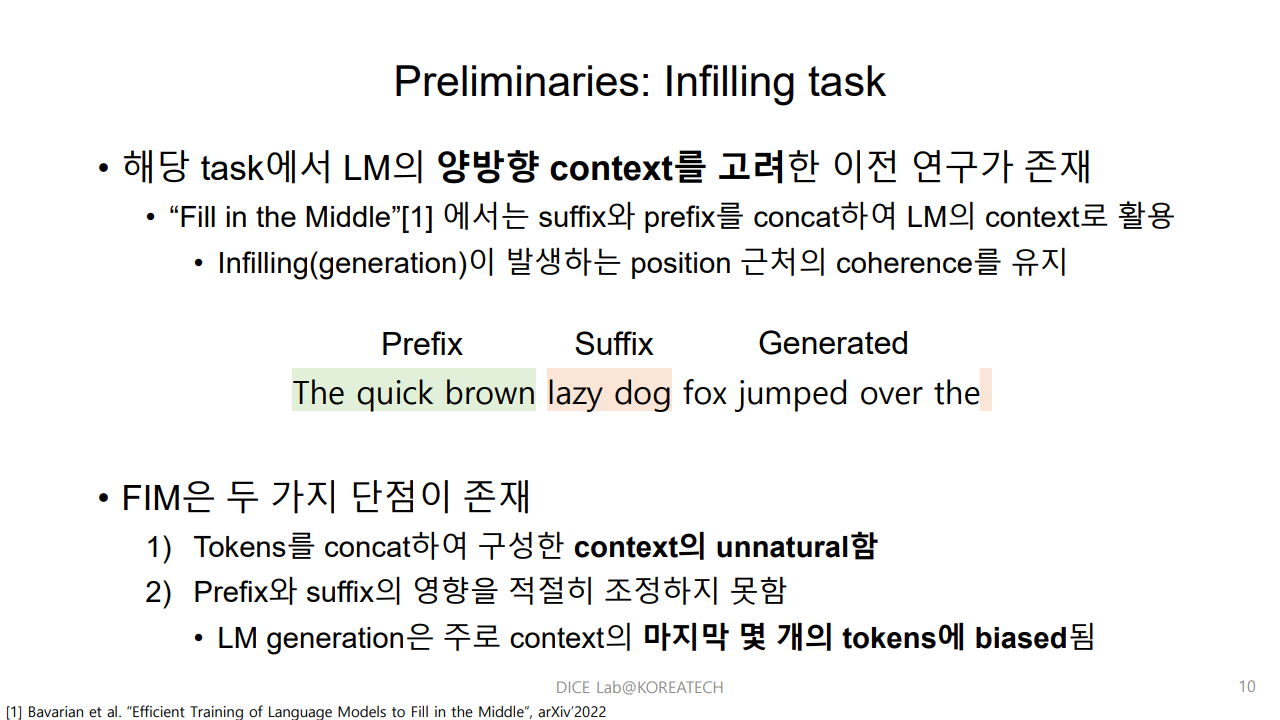 Preliminaries: Infilling task
• 해당 task에서 LM의 양방향 context를 고려한 이전 연구가 존재
• “Fill in the Middle”[1] 에서는 suffix와 prefix를 concat하여 LM의 context로 활용
• Infilling(generation)이 발생하는 position 근처의 coherence를 유지
Prefix Suffix Generated
The quick brown lazy dog fox jumped over the
• FIM은 두 가지 단점이 존재
1) Tokens를 concat하여 구성한 context의 unnatural함
2) Prefix와 suffix의 영향을 적절히 조정하지 못함
• LM generation은 주로 context의 마지막 몇 개의 tokens에 biased됨
DICE Lab@KOREATECH 10
[1] Bavarian et al. “Efficient Training of Language Models to Fill in the Middle”, arXiv’2022